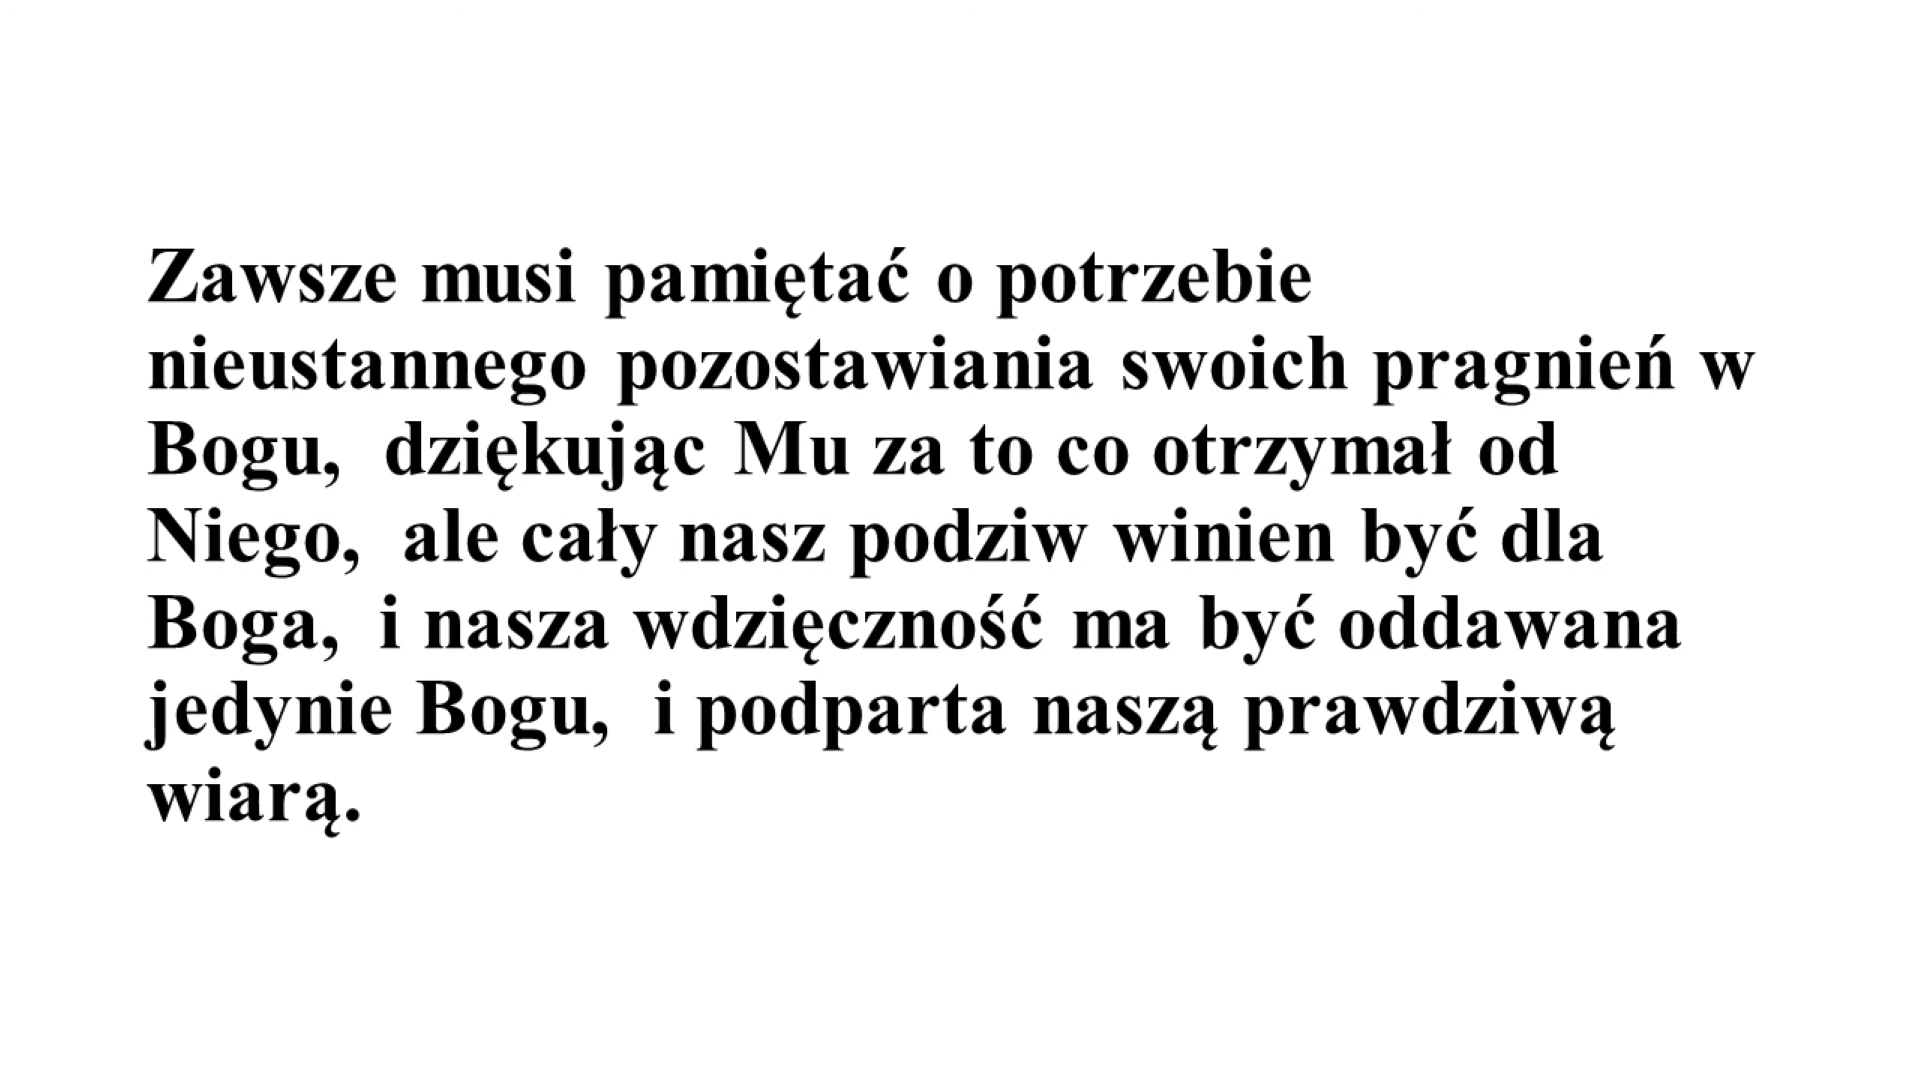 Zawsze musi pamiętać o potrzebie
nieustannego pozostawiania swoich pragnień w
Bogu, dziękując Mu za to co otrzymał od
Niego, ale cały nasz podziw winien być dla
Boga, i nasza wdzięczność ma być oddawana
jedynie Bogu, i podparta naszą prawdziwą
wiarą.